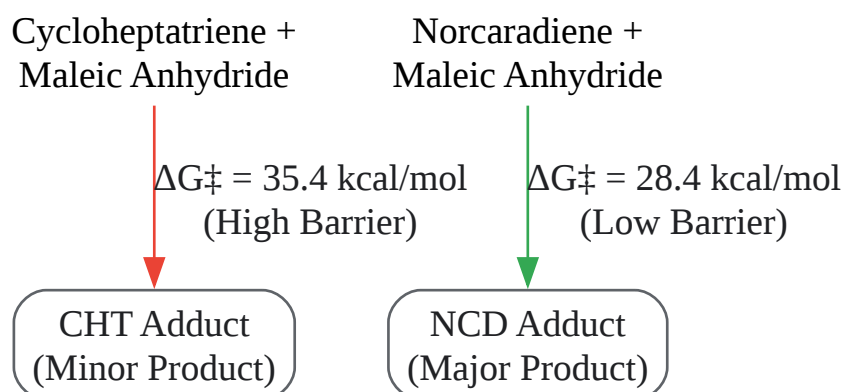 Cycloheptatriene +
Maleic Anhydride
ΔG‡ = 35.4 kcal/mol
(High Barrier)
CHT Adduct
(Minor Product)
Norcaradiene +
Maleic Anhydride
ΔG‡ = 28.4 kcal/mol
(Low Barrier)
NCD Adduct
(Major Product)